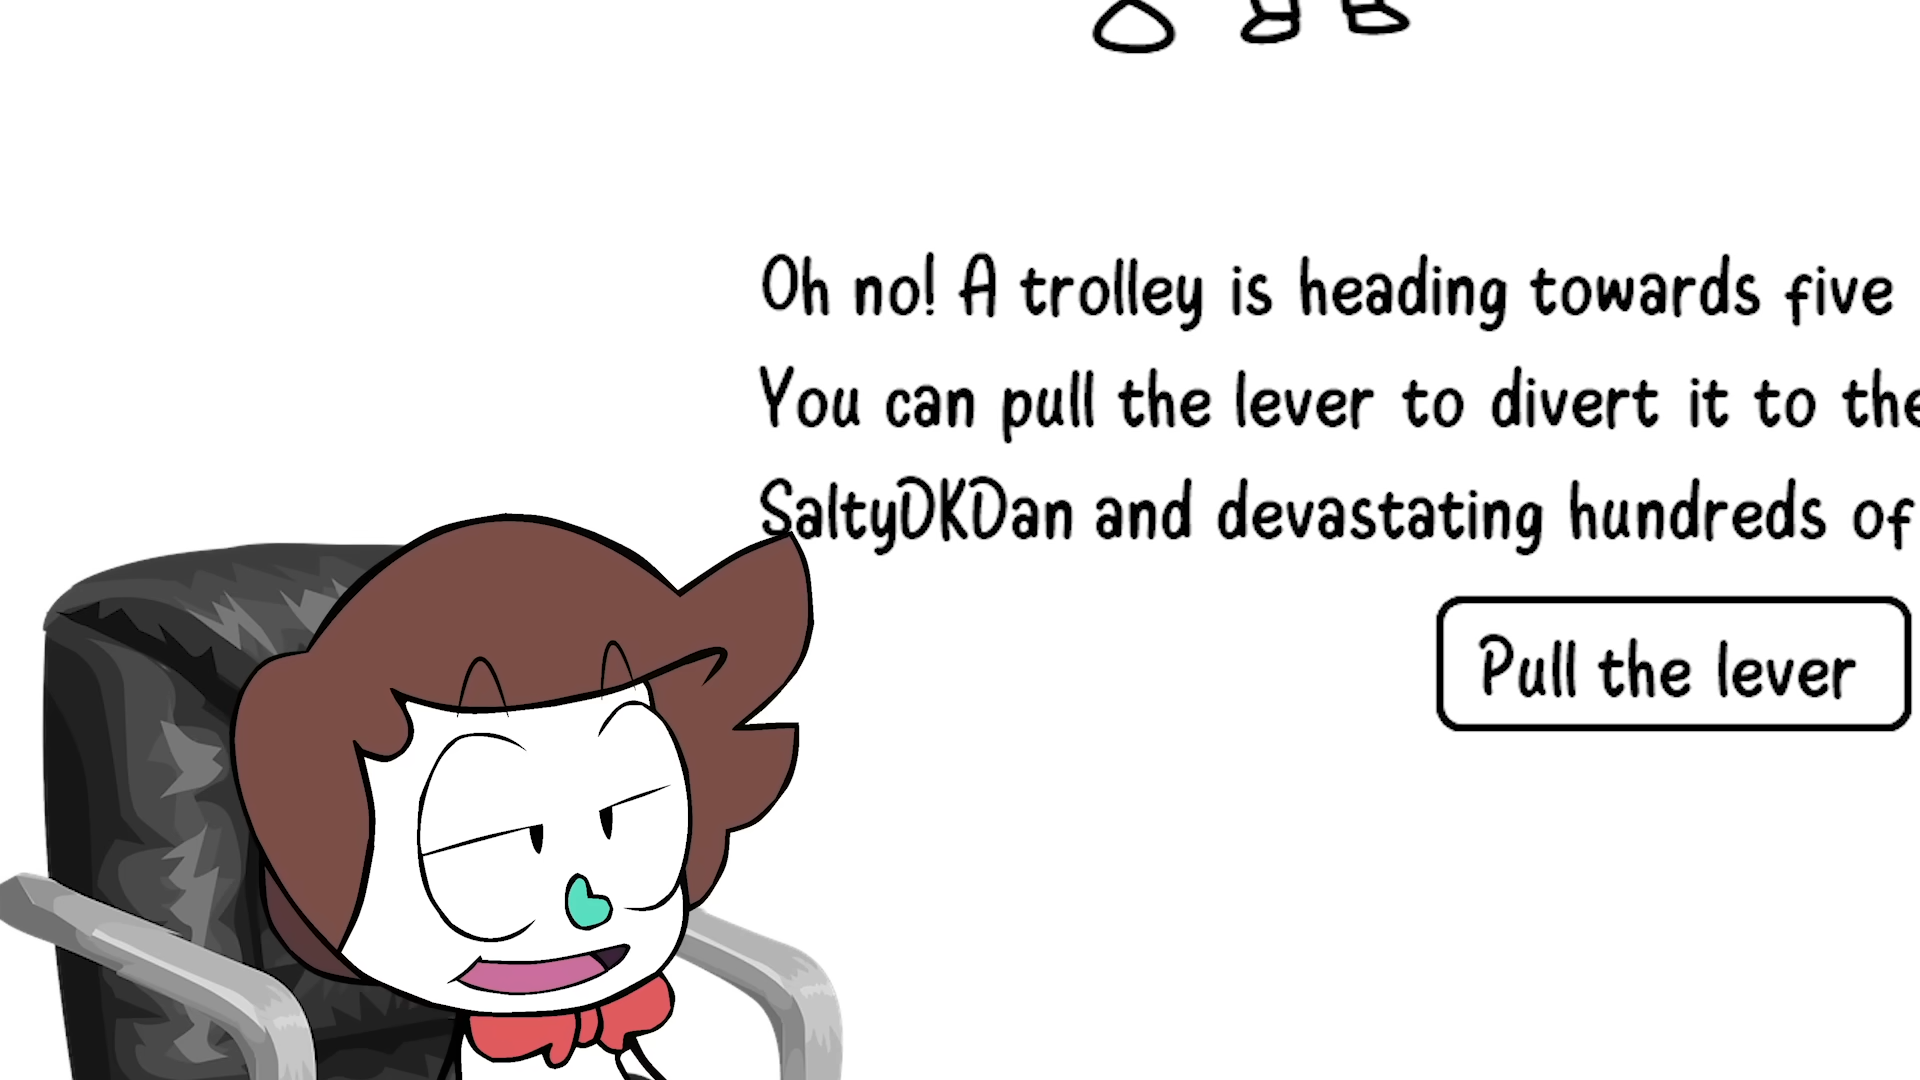 Oh no! A trolley is heading towards five
You can pull the lever to divert it to the
SaltyDKDan and devastating hundreds of
Pull the lever